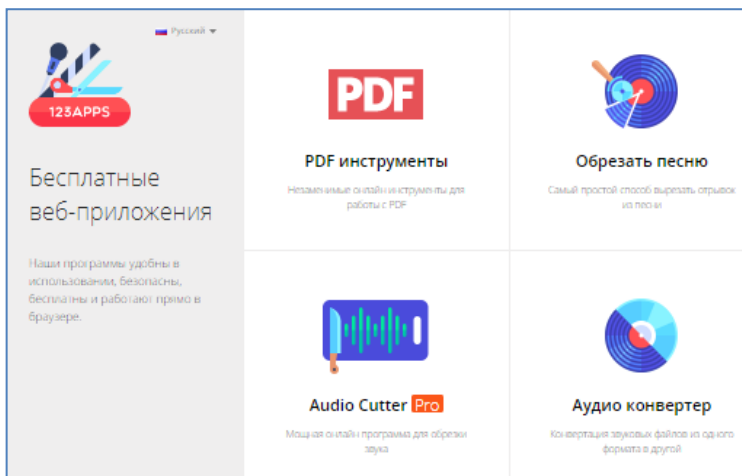 Русский
123APPS
Бесплатные
веб-приложения
Наши программы удобны в
использовании, безопасны,
бесплатны и работают прямо в
браузере.
PDF
PDF инструменты
Незаменимые онлайн инструменты для
работы с PDF
Обрезать песню
Самый простой способ вырезать отрывок
из песни
Audio Cutter Pro
Мощная онлайн программа для обрезки
звука
Аудио конвертер
Конвертация звуковых файлов из одного
формата в другой